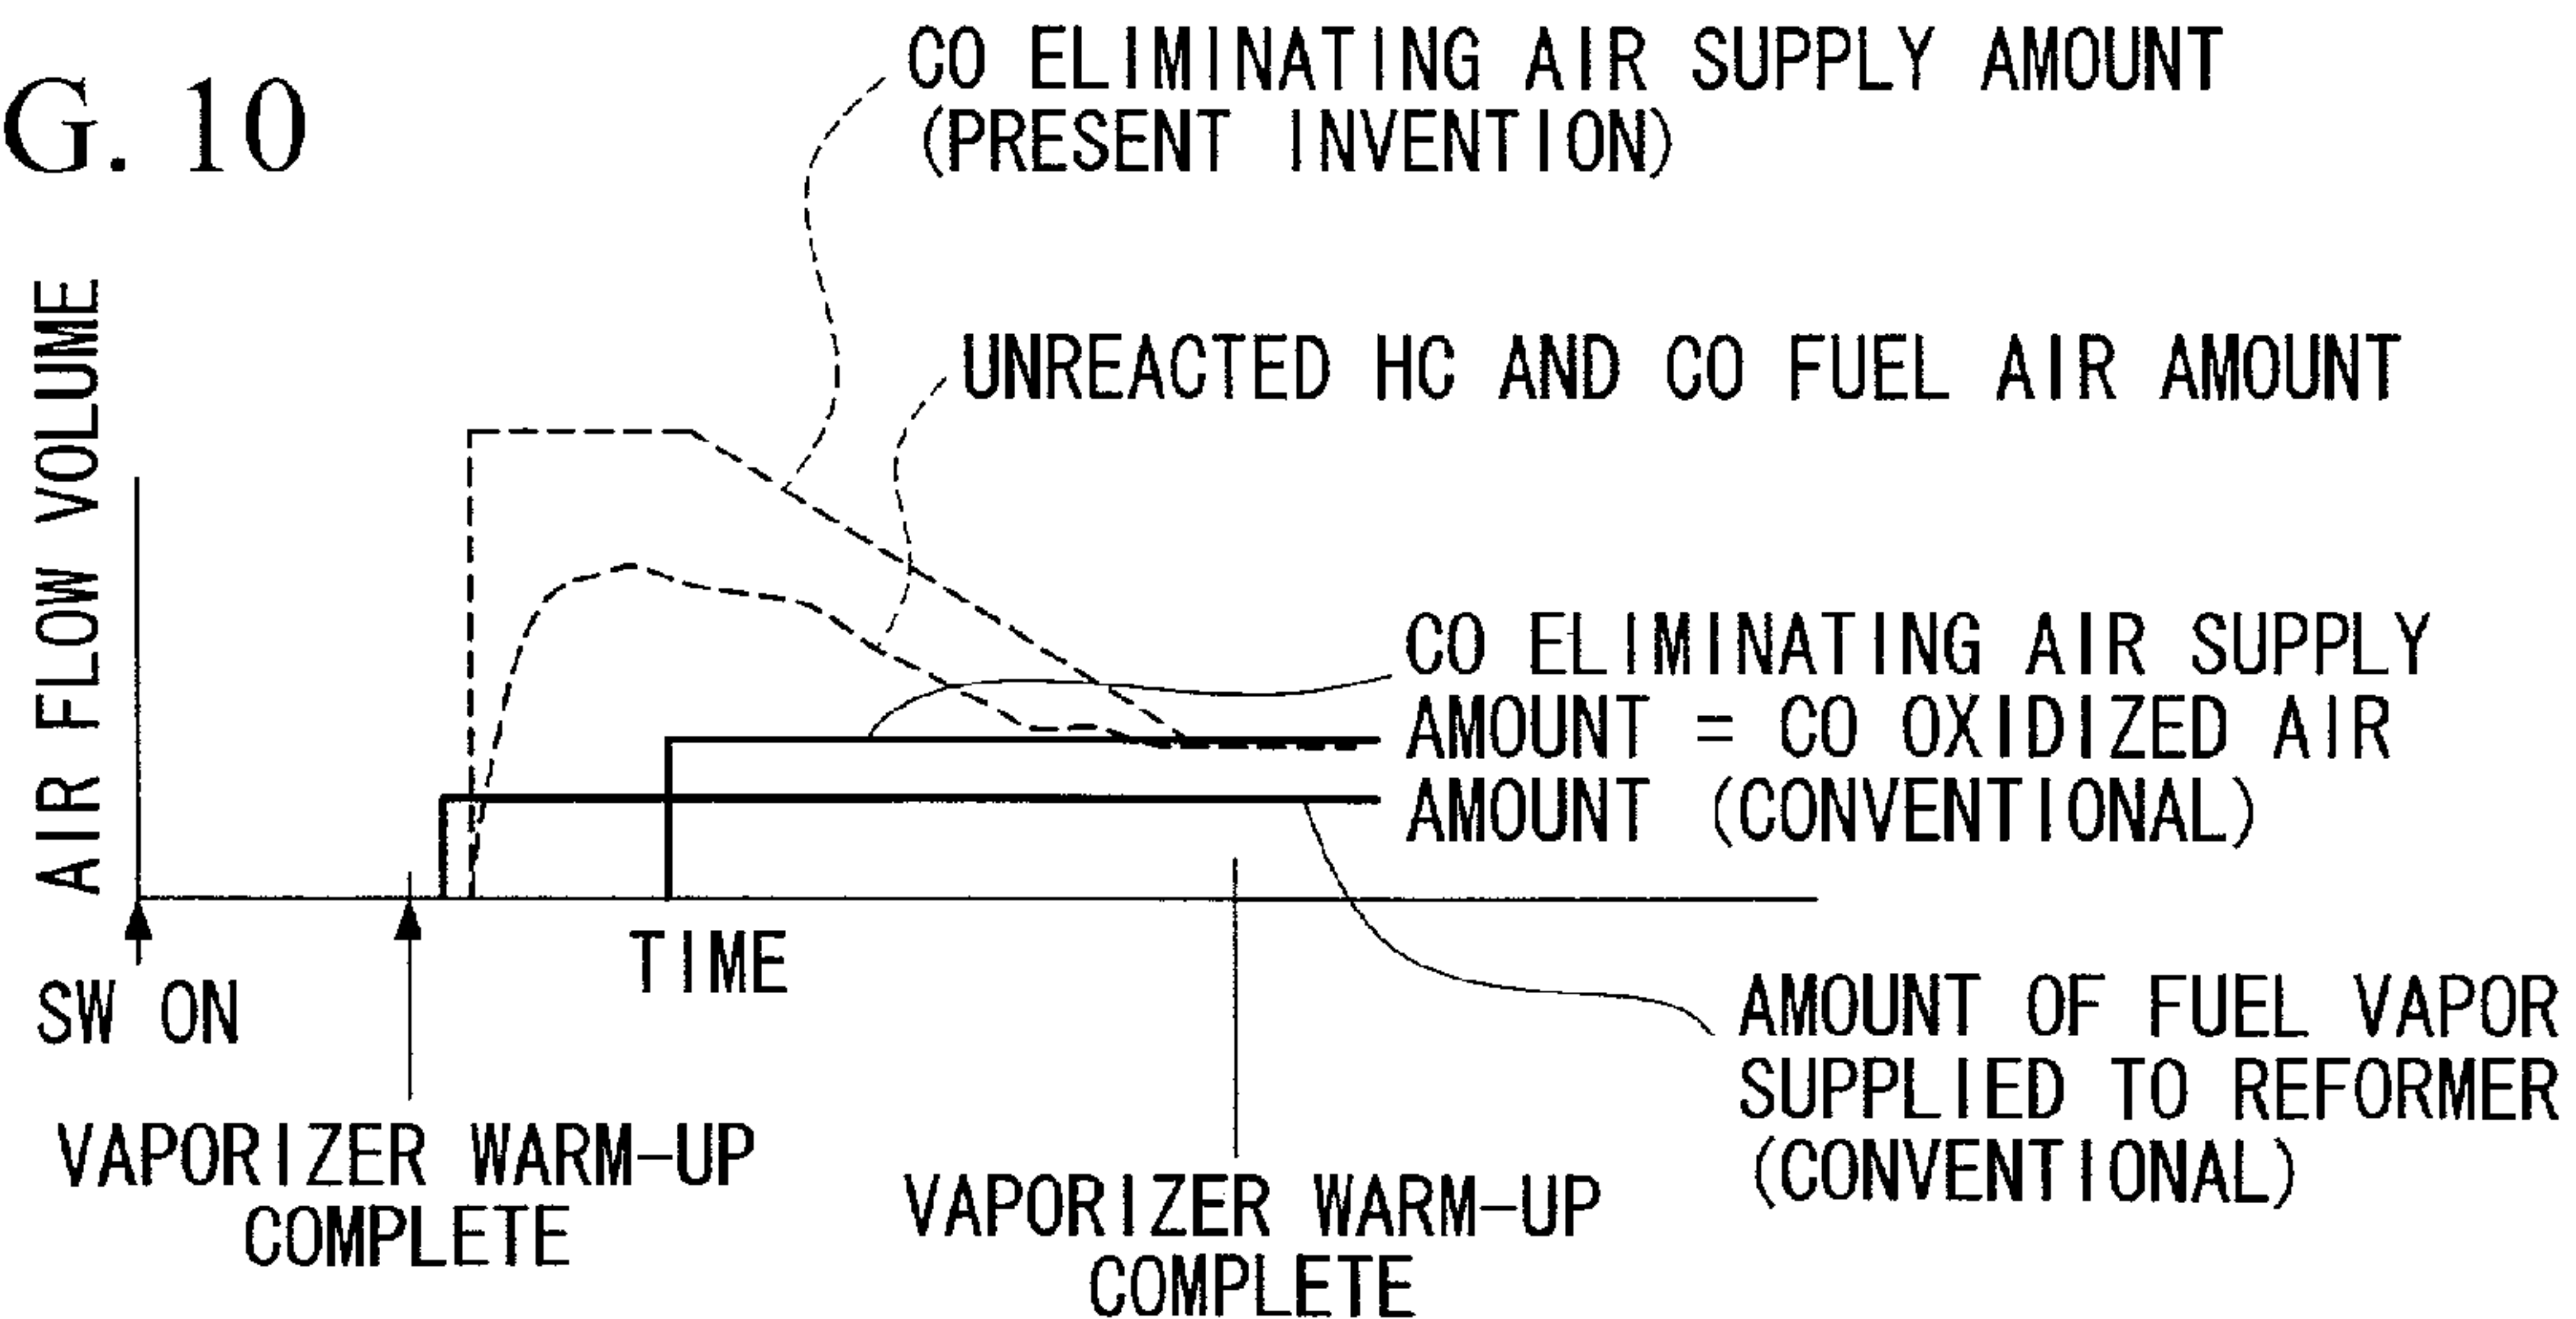 G. 10
CO ELIMINATING AIR SUPPLY AMOUNT
(PRESENT INVENTION)
UNREACTED HC AND CO FUEL AIR AMOUNT
AIR FLOW VOLUME
CO ELIMINATING AIR SUPPLY
AMOUNT = CO OXIDIZED AIR
AMOUNT (CONVENTIONAL)
TIME
SW ON
AMOUNT OF FUEL VAPOR
SUPPLIED TO REFORMER
(CONVENTIONAL)
VAPORIZER WARM-UP
COMPLETE
VAPORIZER WARM-UP
COMPLETE